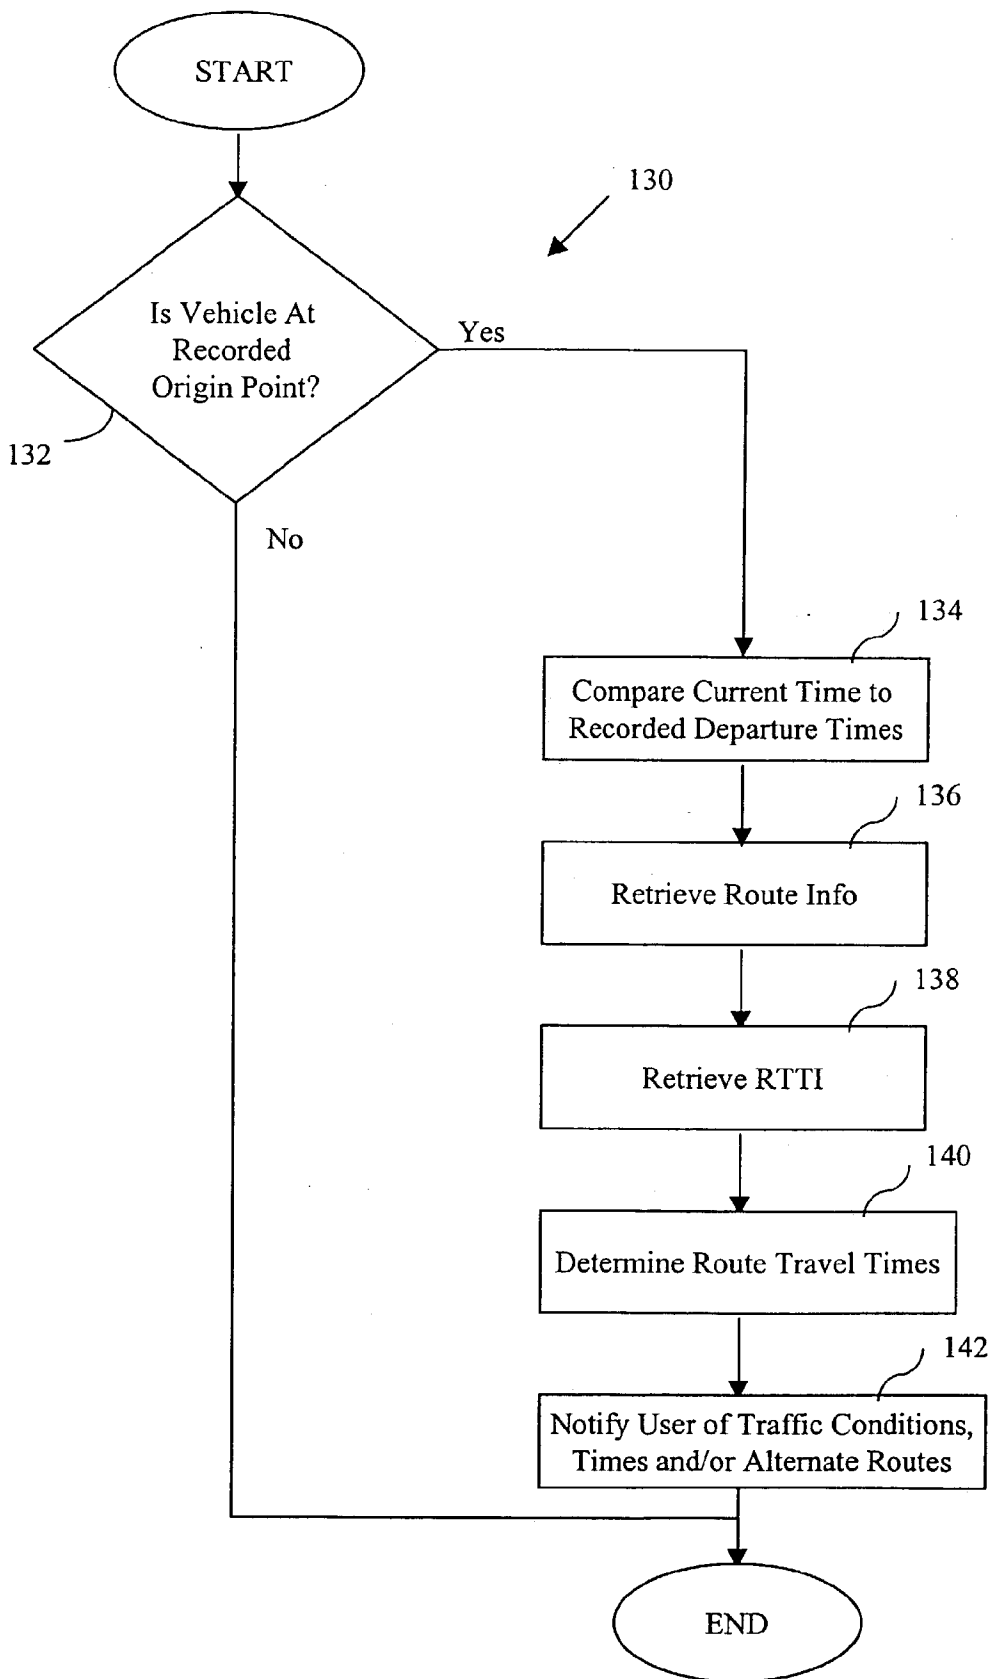 START
130
Is Vehicle At
Recorded
Origin Point?
Yes
132
No
134
Compare Current Time to
Recorded Departure Times
136
Retrieve Route Info
138
Retrieve RTTI
140
Determine Route Travel Times
142
Notify User of Traffic Conditions,
Times and/or Alternate Routes
END